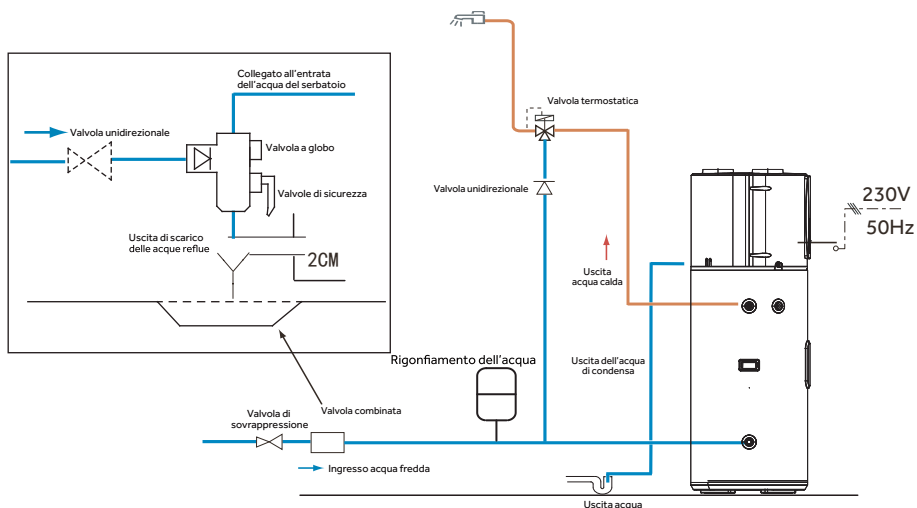 Collegato all'entrata
dell'acqua del serbatoio
Valvola unidirezionale
Valvola a globo
Valvole di sicurezza
Uscita di scarico
delle acque reflue
2CM
Valvola combinata
Valvola termostatica
Valvola unidirezionale
230V
50Hz
Uscita
acqua calda
Rigonfiamento dell'acqua
Uscita dell'acqua
di condensa
Valvola di
sovrappressione
Ingresso acqua fredda
Uscita acqua